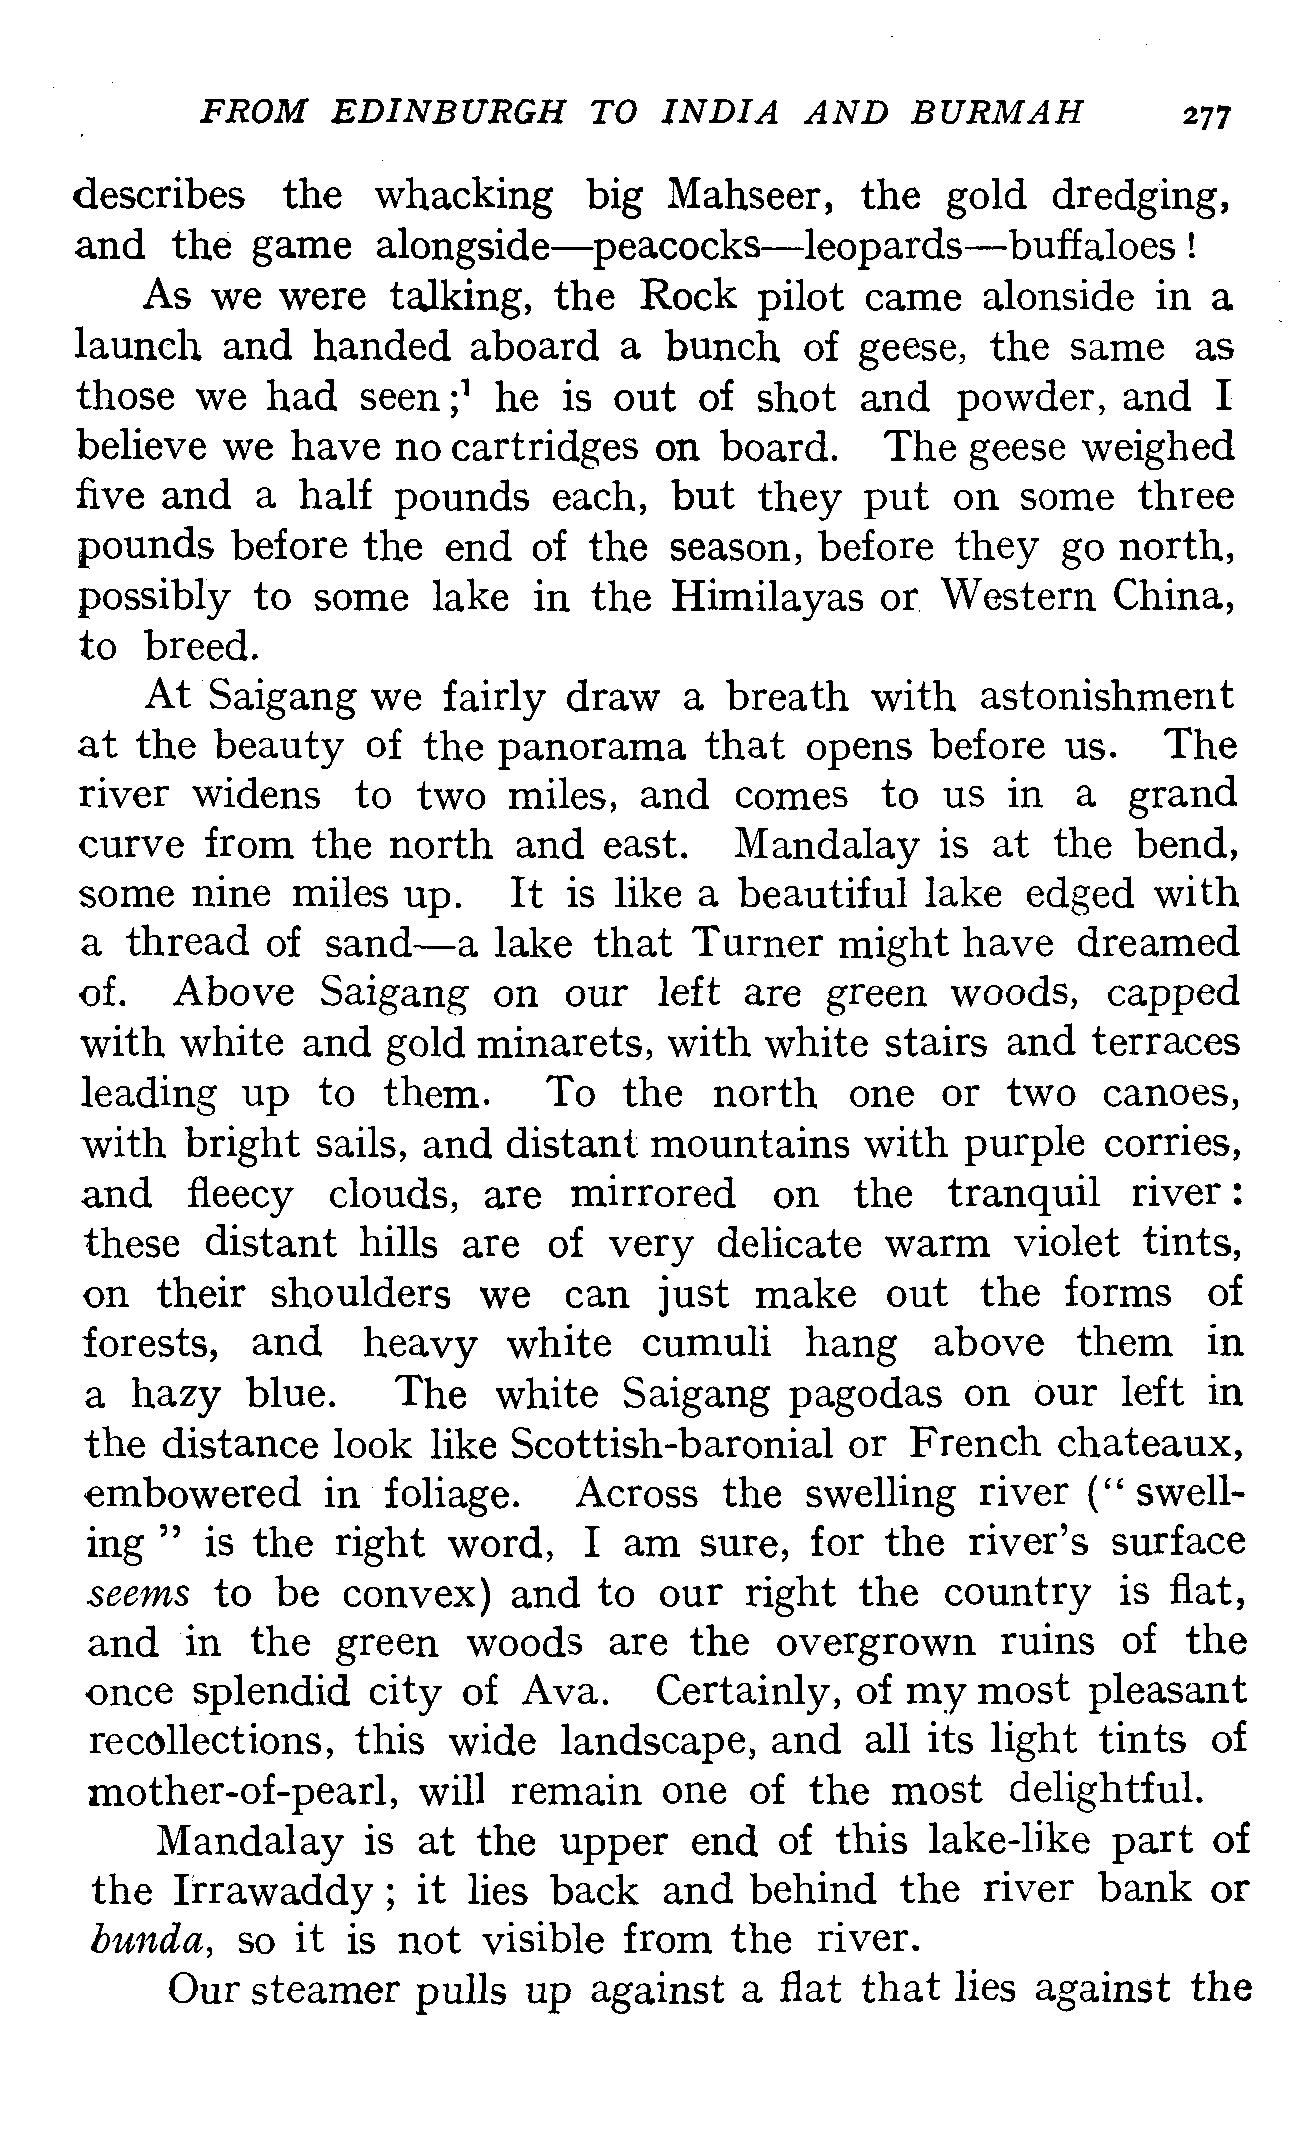 FROM EDINBURGH TO INDIA AND BURMAH 277
describes the whacking big Mahseer, the gold dredging,
and the game alongside—peacocks—leopards—buffaloes !
As we were talking, the Rock pilot came alonside in a
launch and handed aboard a bunch of geese, the same as
those we had seen ;¹ he is out of shot and powder, and I
believe we have no cartridges on board. The geese weighed
five and a half pounds each, but they put on some three
pounds before the end of the season, before they go north,
possibly to some lake in the Himilayas or Western China,
to breed.
At Saigang we fairly draw a breath with astonishment
at the beauty of the panorama that opens before us. The
river widens to two miles, and comes to us in a grand
curve from the north and east. Mandalay is at the bend,
some nine miles up. It is like a beautiful lake edged with
a thread of sand—a lake that Turner might have dreamed
of. Above Saigang on our left are green woods, capped
with white and gold minarets, with white stairs and terraces
leading up to them. To the north one or two canoes,
with bright sails, and distant mountains with purple corries,
and fleecy clouds, are mirrored on the tranquil river :
these distant hills are of very delicate warm violet tints,
on their shoulders we can just make out the forms of
forests, and heavy white cumuli hang above them in
a hazy blue. The white Saigang pagodas on our left in
the distance look like Scottish-baronial or French chateaux,
embowered in foliage. Across the swelling river (“ swell-
ing ” is the right word, I am sure, for the river's surface
seems to be convex) and to our right the country is flat,
and in the green woods are the overgrown ruins of the
once splendid city of Ava. Certainly, of my most pleasant
recollections, this wide landscape, and all its light tints of
mother-of-pearl, will remain one of the most delightful.
Mandalay is at the upper end of this lake-like part of
the Irrawaddy ; it lies back and behind the river bank or
bunda, so it is not visible from the river.
Our steamer pulls up against a flat that lies against the